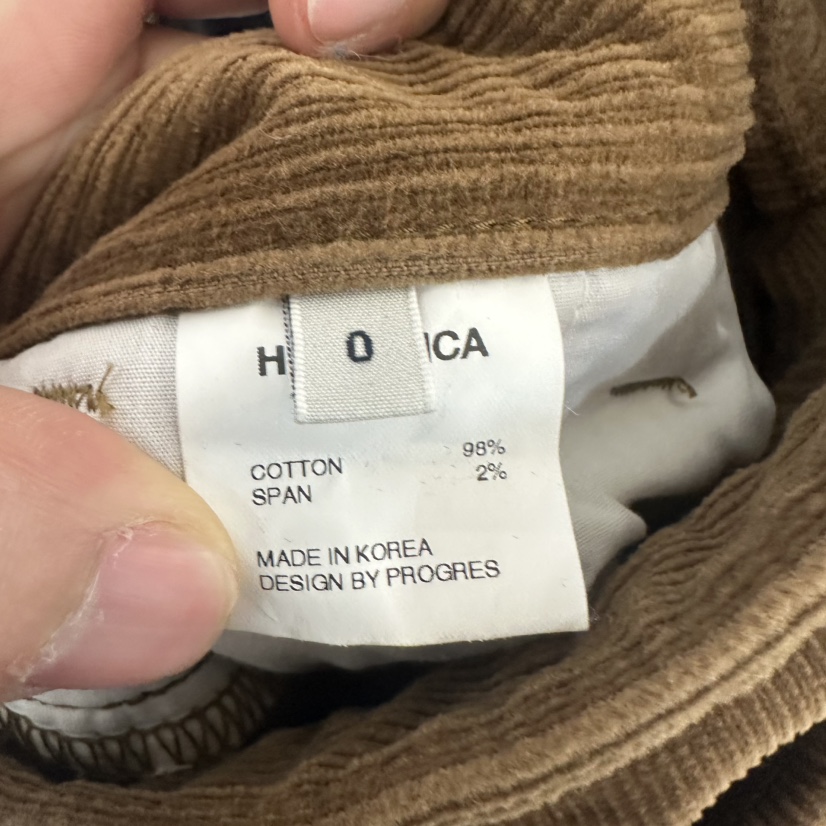 0
COTTON 98%
SPAN 2%
MADE IN KOREA
DESIGN BY PROGRES